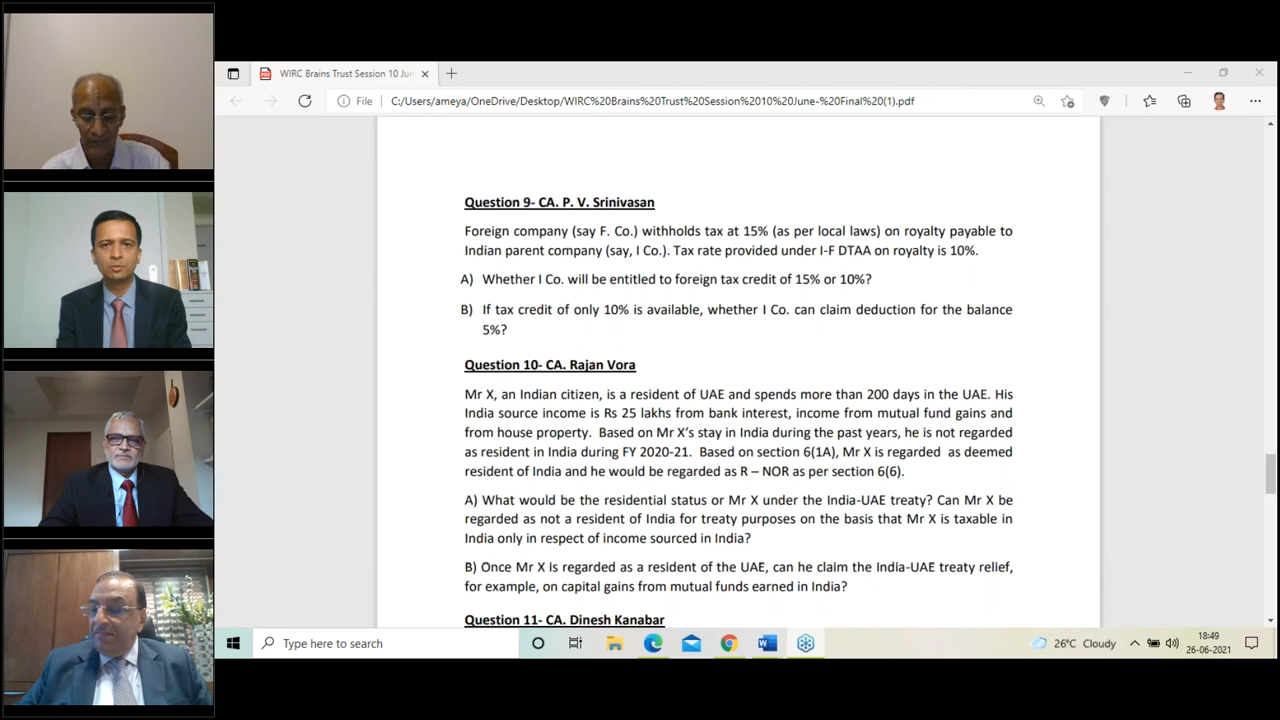 WIRC Brains Trust Session 10 Jun
File
C:/Users/ameya/OneDrive/Desktop/WIRC%20Brains%20Trust%20Session%2010%20June-%20Final%20(1).pdf
Question 9- CA. P. V. Srinivasan
Foreign company (say F. Co.) withholds tax at 15% (as per local laws) on royalty payable to
Indian parent company (say, I Co.). Tax rate provided under I-F DTAA on royalty is 10%.
A) Whether I Co. will be entitled to foreign tax credit of 15% or 10%?
B) If tax credit of only 10% is available, whether I Co. can claim deduction for the balance
5%?
Question 10- CA. Rajan Vora
Mr X, an Indian citizen, is a resident of UAE and spends more than 200 days in the UAE. His
India source income is Rs 25 lakhs from bank interest, income from mutual fund gains and
from house property. Based on Mr X's stay in India during the past years, he is not regarded
as resident in India during FY 2020-21. Based on section 6(1A), Mr X is regarded as deemed
resident of India and he would be regarded as R – NOR as per section 6(6).
A) What would be the residential status or Mr X under the India-UAE treaty? Can Mr X be
regarded as not a resident of India for treaty purposes on the basis that Mr X is taxable in
India only in respect of income sourced in India?
B) Once Mr X is regarded as a resident of the UAE, can he claim the India-UAE treaty relief,
for example, on capital gains from mutual funds earned in India?
Question 11- CA. Dinesh Kanabar
Type here to search
26°C Cloudy
18:49
26-06-2021